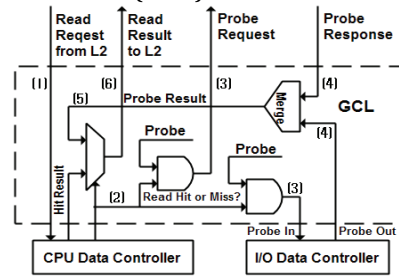 Read
Reqest
from L2
Read
Result
to L2
Probe
Request
Probe
Response
(1)
(6)
(3)
(4)
(5)
Probe Result
Merge
GCL
(4)
Probe
Probe
Hit Result
(2)
Read Hit or Miss?
(3)
Probe In
Probe Out
CPU Data Controller
I/O Data Controller